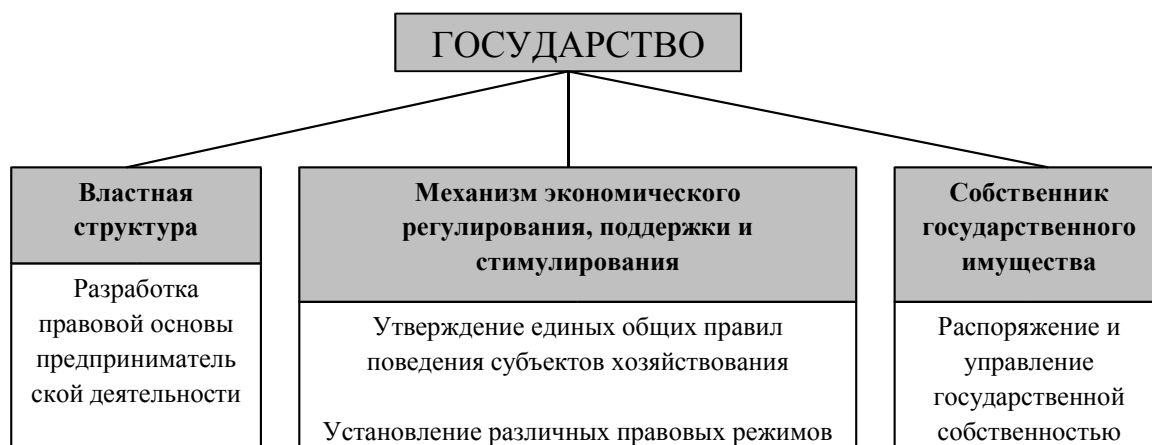 ГОСУДАРСТВО
Властная
структура
Разработка
правовой основы
предприниматель
ской деятельности
Механизм экономического
регулирования, поддержки и
стимулирования
Утверждение единых общих правил
поведения субъектов хозяйствования
Установление различных правовых режимов
Собственник
государственного
имущества
Распоряжение и
управление
государственной
собственностью